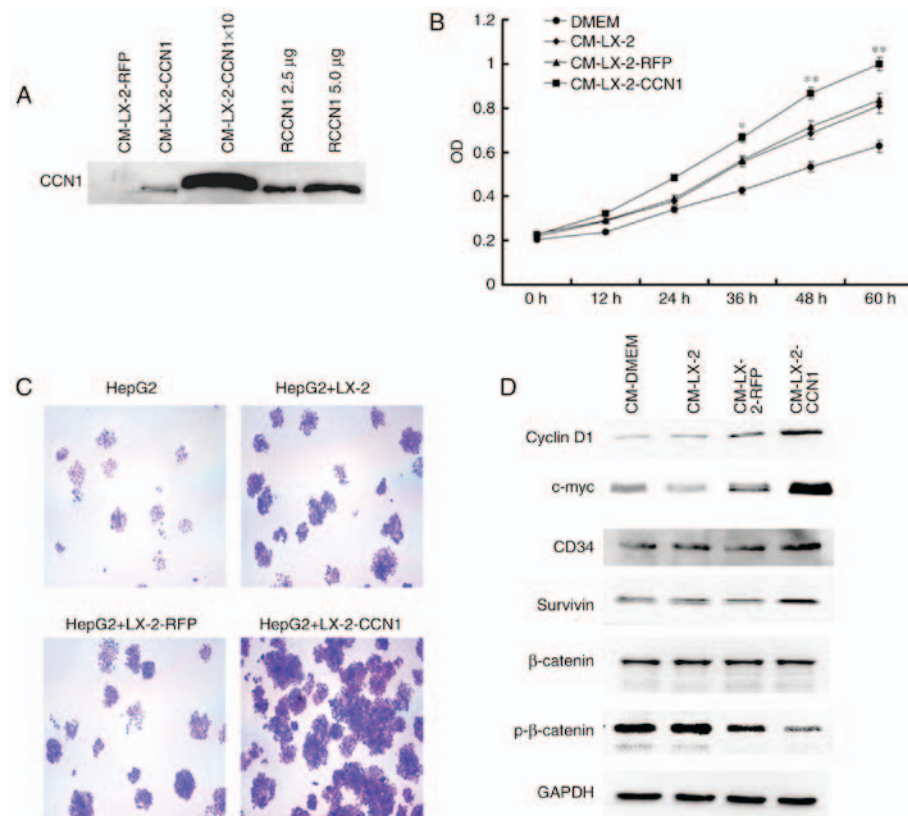 A
CM-LX-2-RFP
CM-LX-2-CCN1
CM-LX-2-CCN1×10
RCCN1 2.5 µg
RCCN1 5.0 µg
CCN1
B
DMEM
CM-LX-2
CM-LX-2-RFP
CM-LX-2-CCN1
OD
1.2
1
0.8
0.6
0.4
0.2
0
*
**
**
0 h
12 h
24 h
36 h
48 h
60 h
C
HepG2
HepG2+LX-2
HepG2+LX-2-RFP
HepG2+LX-2-CCN1
D
CM-DMEM
CM-LX-2
CM-LX-
2-RFP
CM-LX-2-
CCN1
Cyclin D1
c-myc
CD34
Survivin
β-catenin
p-β-catenin
GAPDH